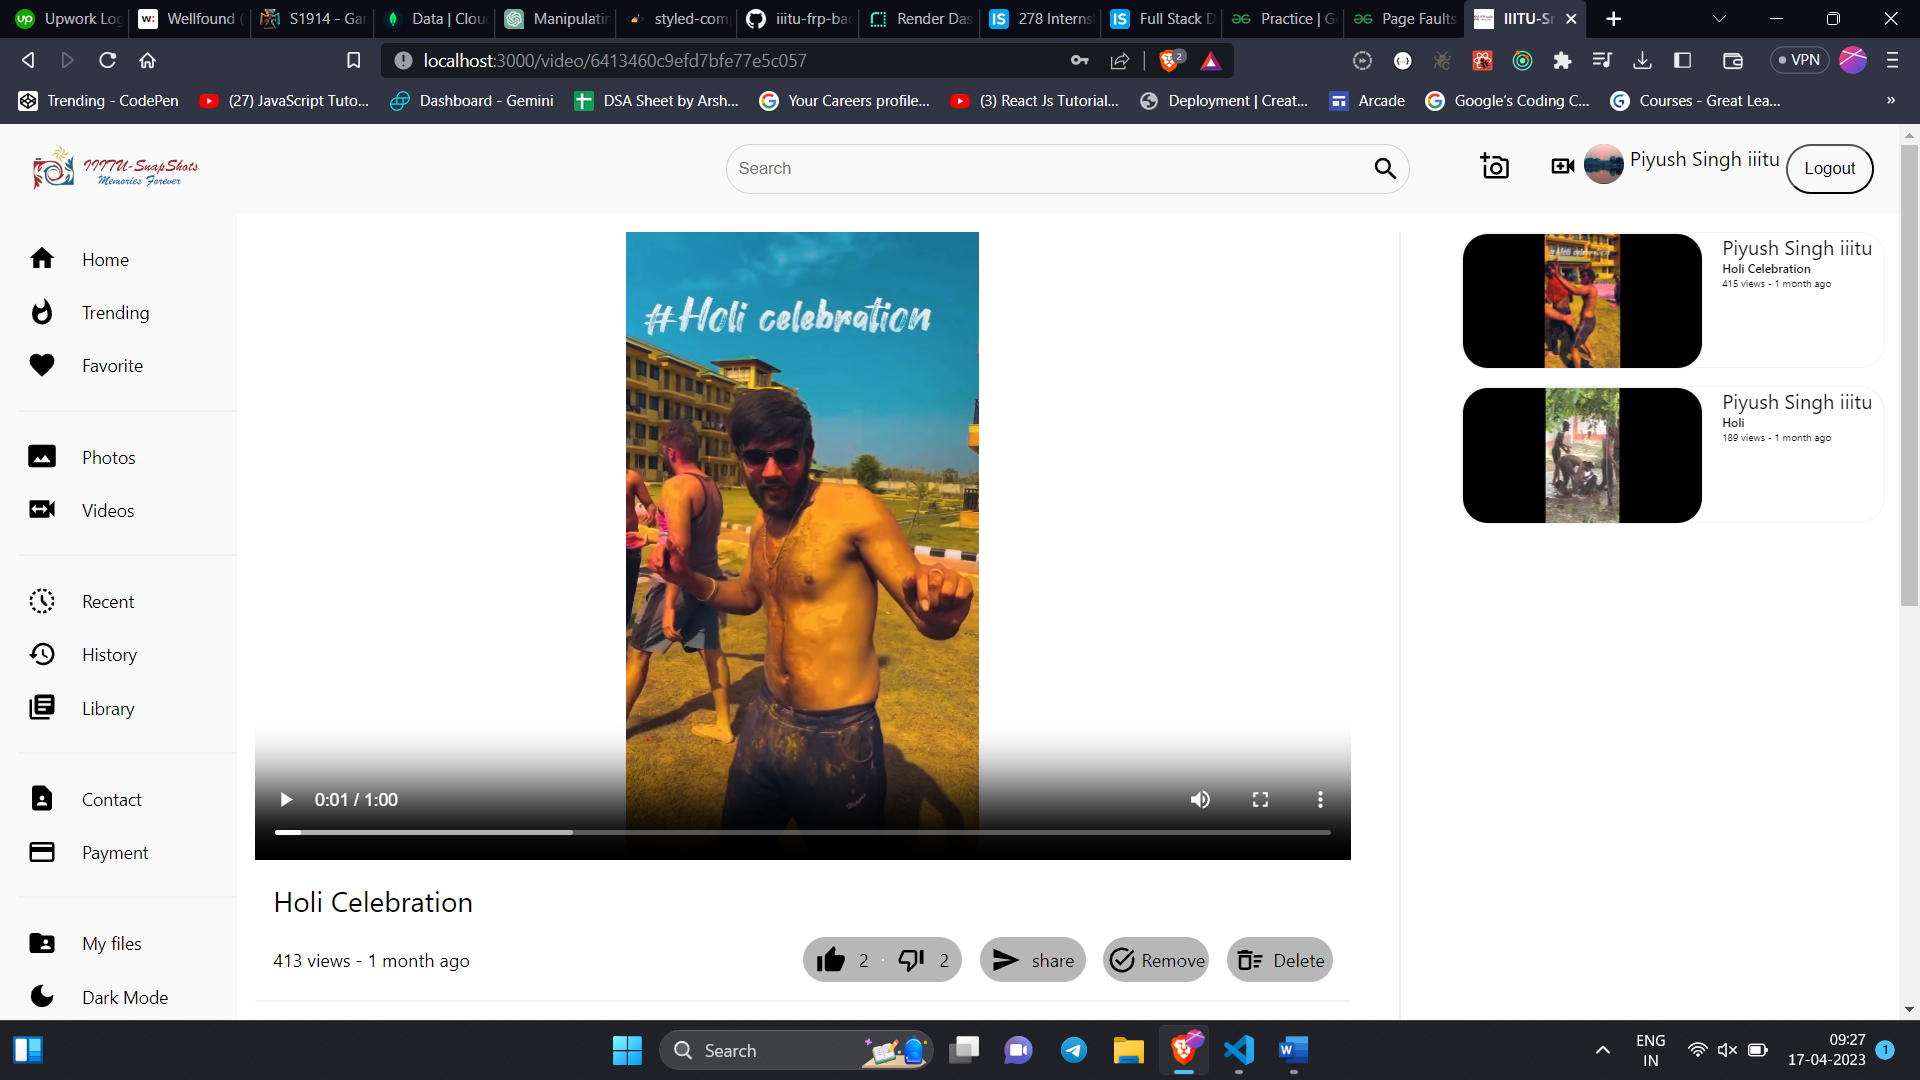 Upwork Log
Wellfound (
S1914 - Gar
Data | Clou
Manipulatin
styled-com
iiitu-frp-bac
Render Das
278 Interns
Full Stack D
Practice | G
Page Faults
IIITU-Sn
localhost:3000/video/6413460c9efd7bfe77e5c057
2
VPN
Trending - CodePen
(27) JavaScript Tuto...
Dashboard - Gemini
DSA Sheet by Arsh...
Your Careers profile...
(3) React Js Tutorial...
Deployment | Creat...
Arcade
Google's Coding C...
Courses - Great Lea...
»
IIITU-SnapShots
Memories Forever
Search
Piyush Singh iiitu
Logout
Home
Trending
Favorite
Photos
Videos
Recent
History
Library
Contact
Payment
My files
Dark Mode
#Holi celebration
0:01 / 1:00
Holi Celebration
413 views - 1 month ago
2 · 2
share
Remove
Delete
Piyush Singh iiitu
Holi Celebration
415 views - 1 month ago
Piyush Singh iiitu
Holi
189 views - 1 month ago
Search
ENG
IN
09:27
17-04-2023
1